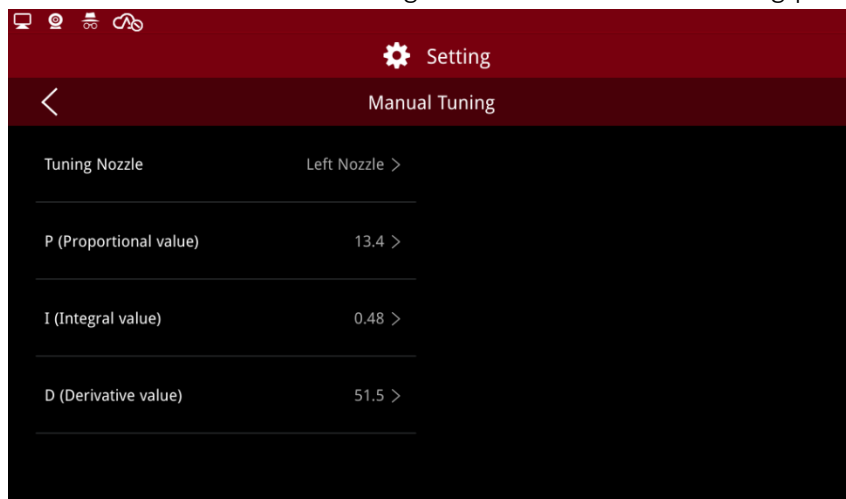 Setting
Manual Tuning
Tuning Nozzle Left Nozzle >
P (Proportional value) 13.4 >
I (Integral value) 0.48 >
D (Derivative value) 51.5 >